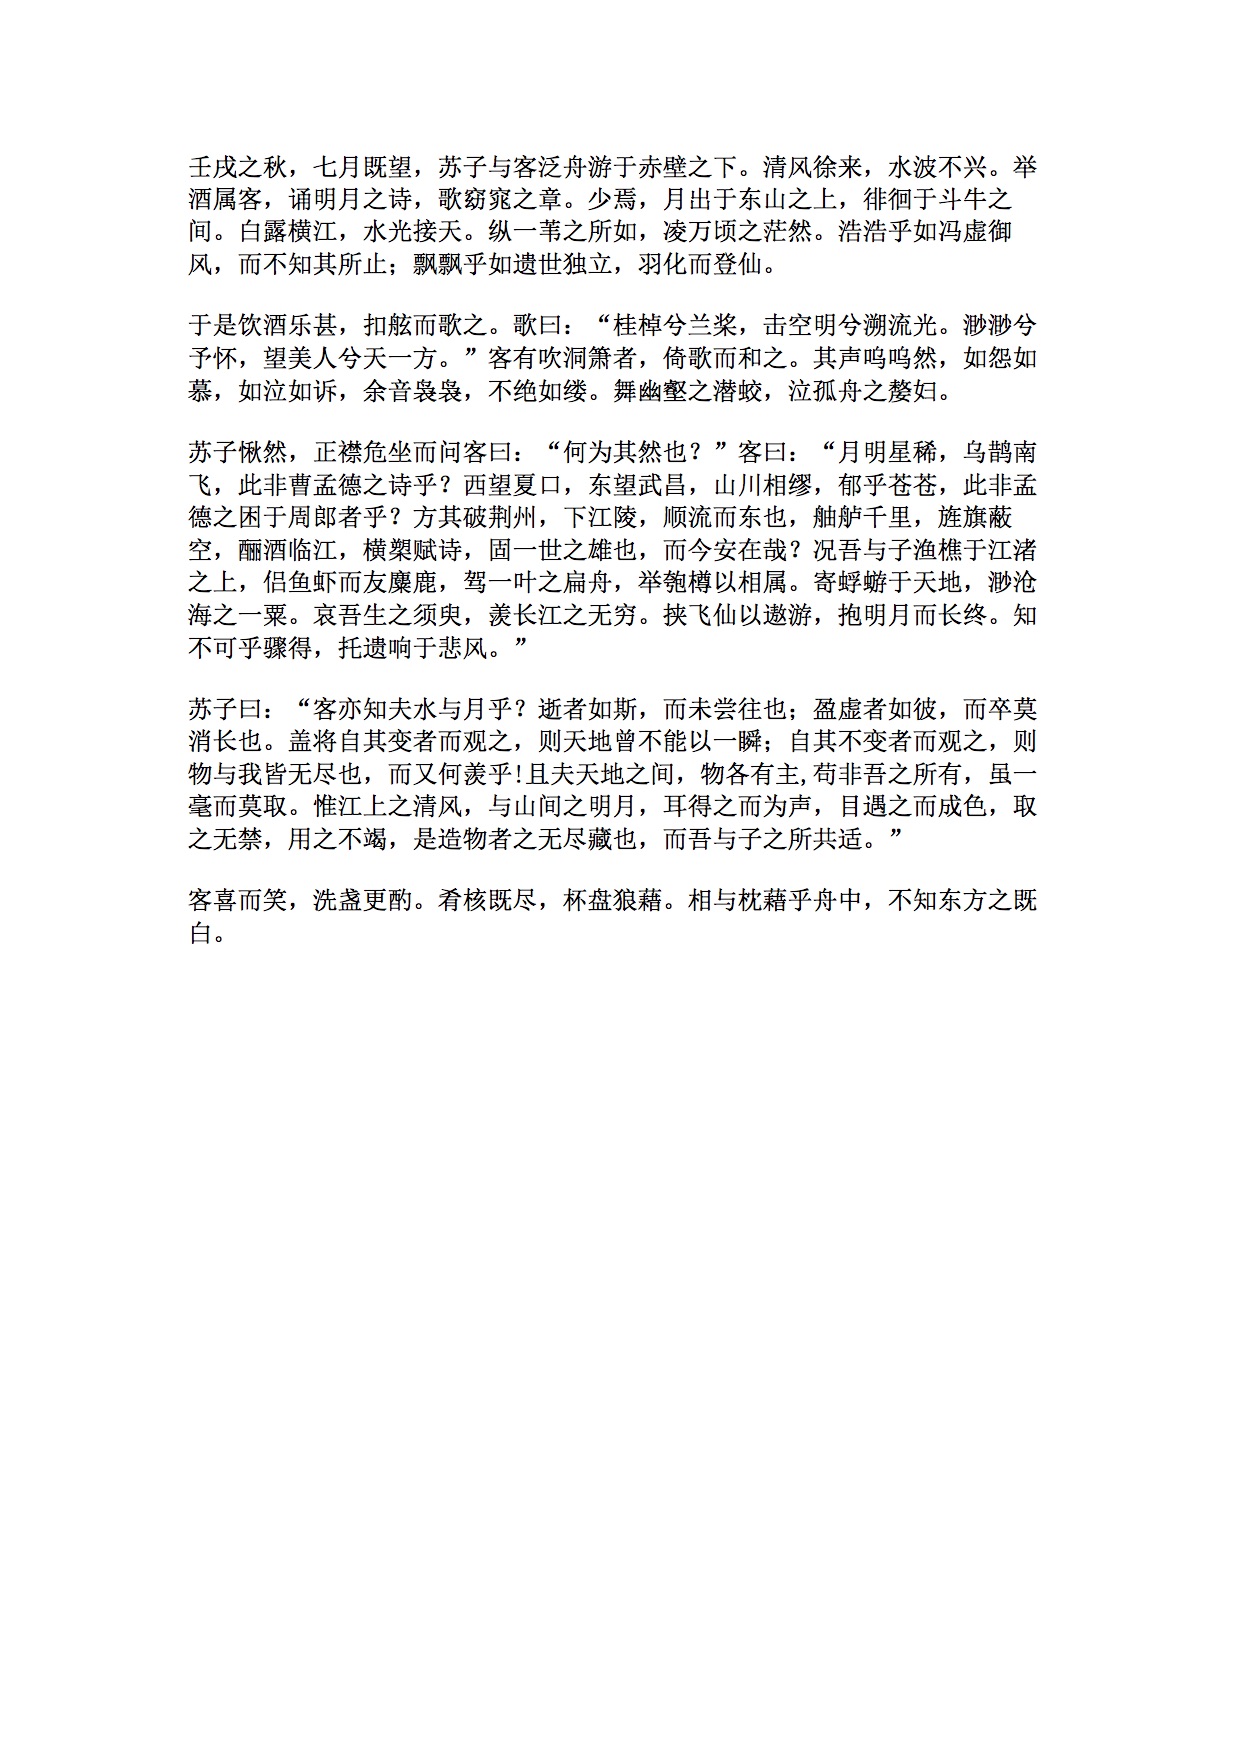 壬戌之秋，七月既望，苏子与客泛舟游于赤壁之下。清风徐来，水波不兴。举
酒属客，诵明月之诗，歌窈窕之章。少焉，月出于东山之上，徘徊于斗牛之
间。白露横江，水光接天。纵一苇之所如，凌万顷之茫然。浩浩乎如冯虚御
风，而不知其所止；飘飘乎如遗世独立，羽化而登仙。
于是饮酒乐甚，扣舷而歌之。歌曰：“桂棹兮兰桨，击空明兮溯流光。渺渺兮
予怀，望美人兮天一方。”客有吹洞箫者，倚歌而和之。其声呜呜然，如怨如
慕，如泣如诉，余音袅袅，不绝如缕。舞幽壑之潜蛟，泣孤舟之嫠妇。
苏子愀然，正襟危坐而问客曰：“何为其然也？”客曰：“月明星稀，乌鹊南
飞，此非曹孟德之诗乎？西望夏口，东望武昌，山川相缪，郁乎苍苍，此非孟
德之困于周郎者乎？方其破荆州，下江陵，顺流而东也，舳舻千里，旌旗蔽
空，酾酒临江，横槊赋诗，固一世之雄也，而今安在哉？况吾与子渔樵于江渚
之上，侣鱼虾而友麋鹿，驾一叶之扁舟，举匏樽以相属。寄蜉蝣于天地，渺沧
海之一粟。哀吾生之须臾，羡长江之无穷。挟飞仙以遨游，抱明月而长终。知
不可乎骤得，托遗响于悲风。”
苏子曰：“客亦知夫水与月乎？逝者如斯，而未尝往也；盈虚者如彼，而卒莫
消长也。盖将自其变者而观之，则天地曾不能以一瞬；自其不变者而观之，则
物与我皆无尽也，而又何羡乎!且夫天地之间，物各有主,苟非吾之所有，虽一
毫而莫取。惟江上之清风，与山间之明月，耳得之而为声，目遇之而成色，取
之无禁，用之不竭，是造物者之无尽藏也，而吾与子之所共适。”
客喜而笑，洗盏更酌。肴核既尽，杯盘狼藉。相与枕藉乎舟中，不知东方之既
白。